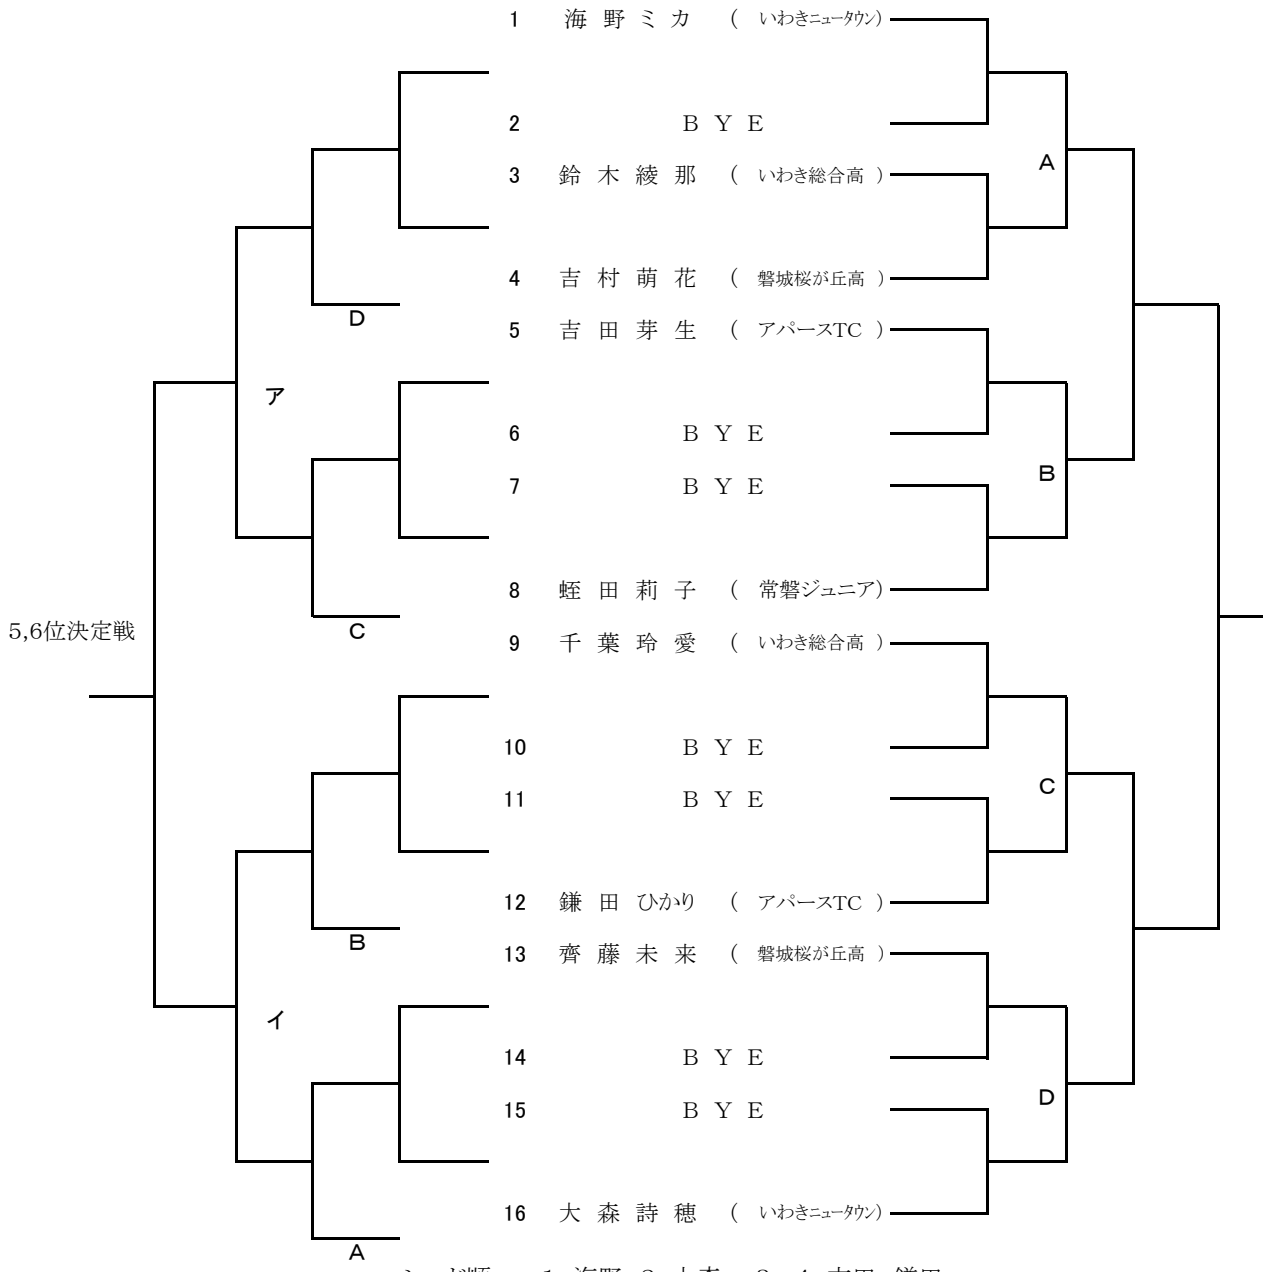 1 海野ミカ ( いわきニュータウン)
2 BYE
A
3 鈴木綾那 ( いわき総合高 )
4 吉村萌花 ( 磐城桜が丘高 )
D
5 吉田芽生 ( アパースTC )
ア
6 BYE
B
7 BYE
8 蛭田莉子 ( 常磐ジュニア)
5,6位決定戦
C
9 千葉玲愛 ( いわき総合高 )
10 BYE
C
11 BYE
12 鎌田ひかり ( アパースTC )
B
13 齊藤未来 ( 磐城桜が丘高 )
イ
14 BYE
D
15 BYE
16 大森詩穂 ( いわきニュータウン)
A